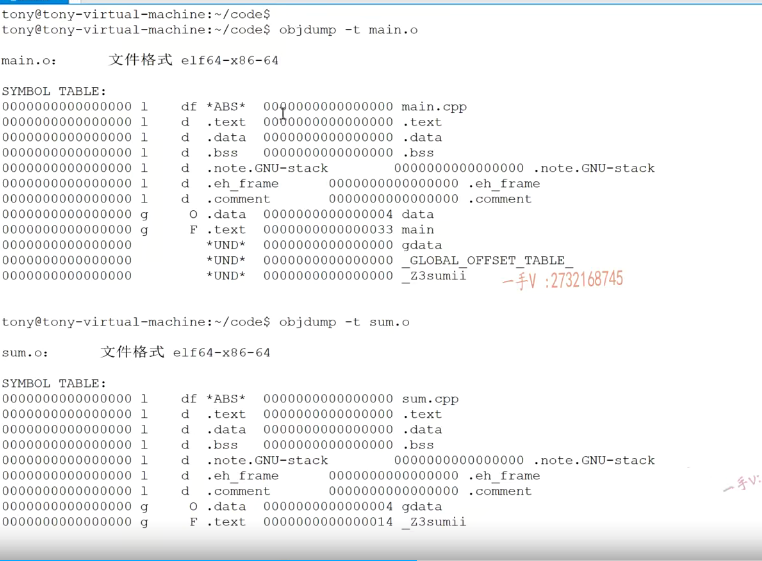 tony@tony-virtual-machine:~/code$
tony@tony-virtual-machine:~/code$ objdump -t main.o
main.o:     文件格式 elf64-x86-64
SYMBOL TABLE:
0000000000000000 l    df *ABS*  0000000000000000 main.cpp
0000000000000000 l    d  .text  0000000000000000 .text
0000000000000000 l    d  .data  0000000000000000 .data
0000000000000000 l    d  .bss   0000000000000000 .bss
0000000000000000 l    d  .note.GNU-stack        0000000000000000 .note.GNU-stack
0000000000000000 l    d  .eh_frame      0000000000000000 .eh_frame
0000000000000000 l    d  .comment       0000000000000000 .comment
0000000000000000 g     O .data  0000000000000004 data
0000000000000000 g     F .text  0000000000000033 main
0000000000000000         *UND*  0000000000000000 gdata
0000000000000000         *UND*  0000000000000000 _GLOBAL_OFFSET_TABLE_
0000000000000000         *UND*  0000000000000000 _Z3sumii
一手V :2732168745
tony@tony-virtual-machine:~/code$ objdump -t sum.o
sum.o:     文件格式 elf64-x86-64
SYMBOL TABLE:
0000000000000000 l    df *ABS*  0000000000000000 sum.cpp
0000000000000000 l    d  .text  0000000000000000 .text
0000000000000000 l    d  .data  0000000000000000 .data
0000000000000000 l    d  .bss   0000000000000000 .bss
0000000000000000 l    d  .note.GNU-stack        0000000000000000 .note.GNU-stack
0000000000000000 l    d  .eh_frame      0000000000000000 .eh_frame
0000000000000000 l    d  .comment       0000000000000000 .comment
一手V:
0000000000000000 g     O .data  0000000000000004 gdata
0000000000000000 g     F .text  0000000000000014 _Z3sumii